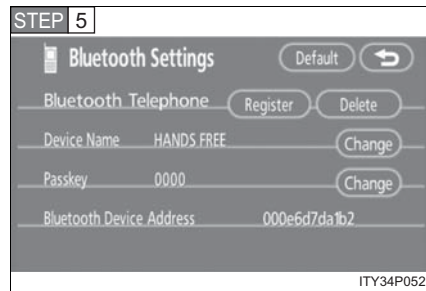 STEP 5
Bluetooth Settings Default
Bluetooth Telephone Register Delete
Device Name HANDS FREE Change
Passkey 0000 Change
Bluetooth Device Address 000e6d7da1b2
ITY34P052